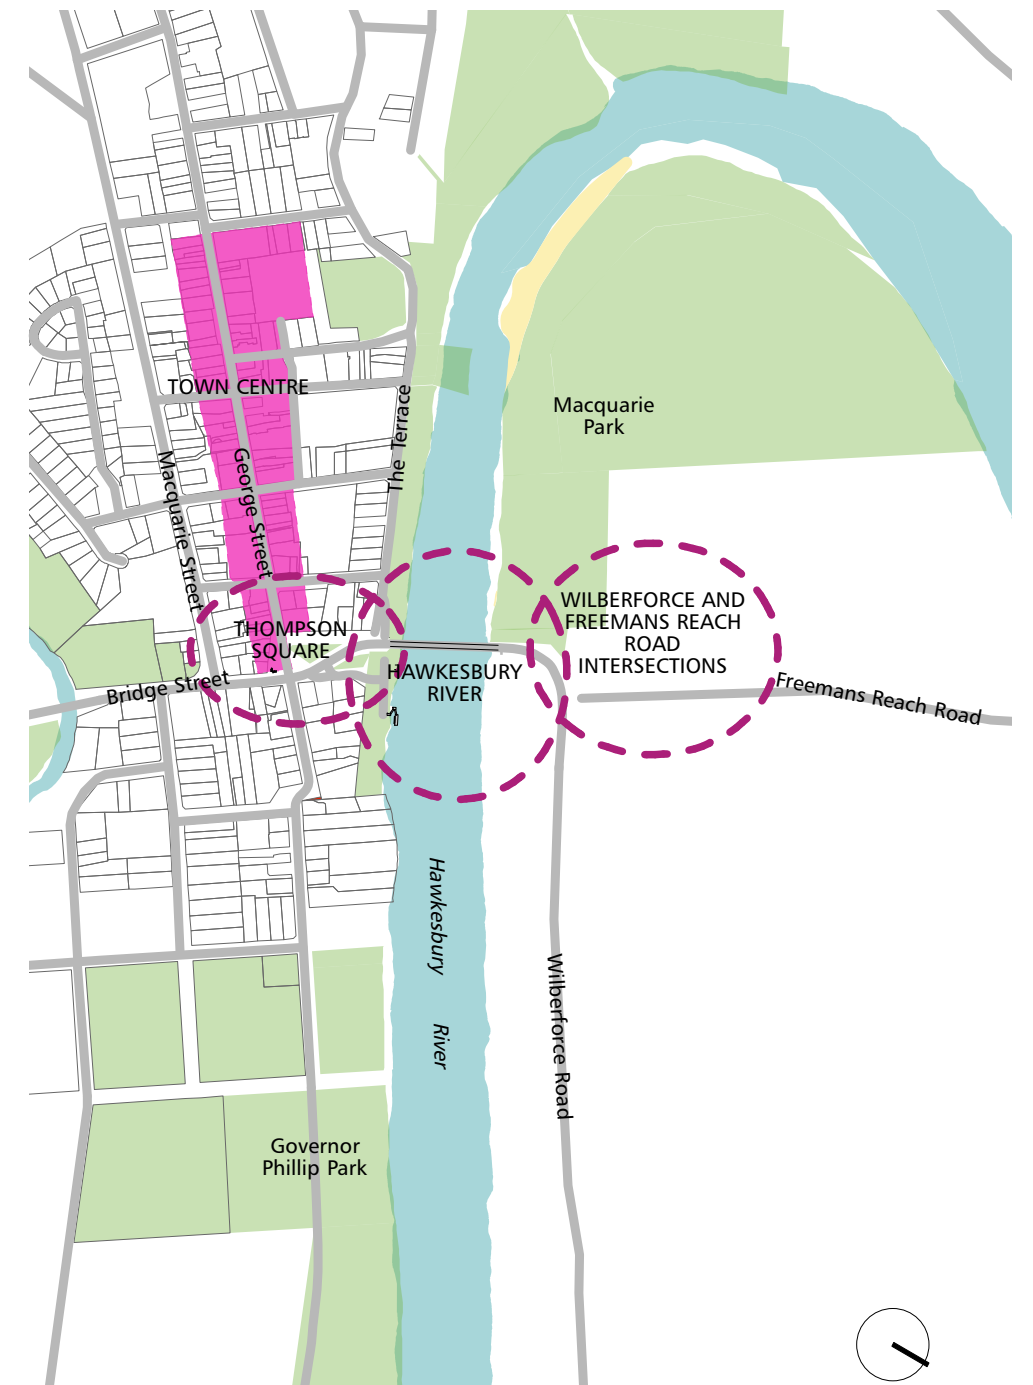 TOWN CENTRE
Macquarie
Park
The Terrace
Macquarie Street
George Street
THOMPSON
SQUARE
WILBERFORCE AND
FREEMANS REACH
ROAD
INTERSECTIONS
HAWKESBURY
RIVER
Bridge Street
Freemans Reach Road
Hawkesbury
River
Wilberforce Road
Governor
Phillip Park